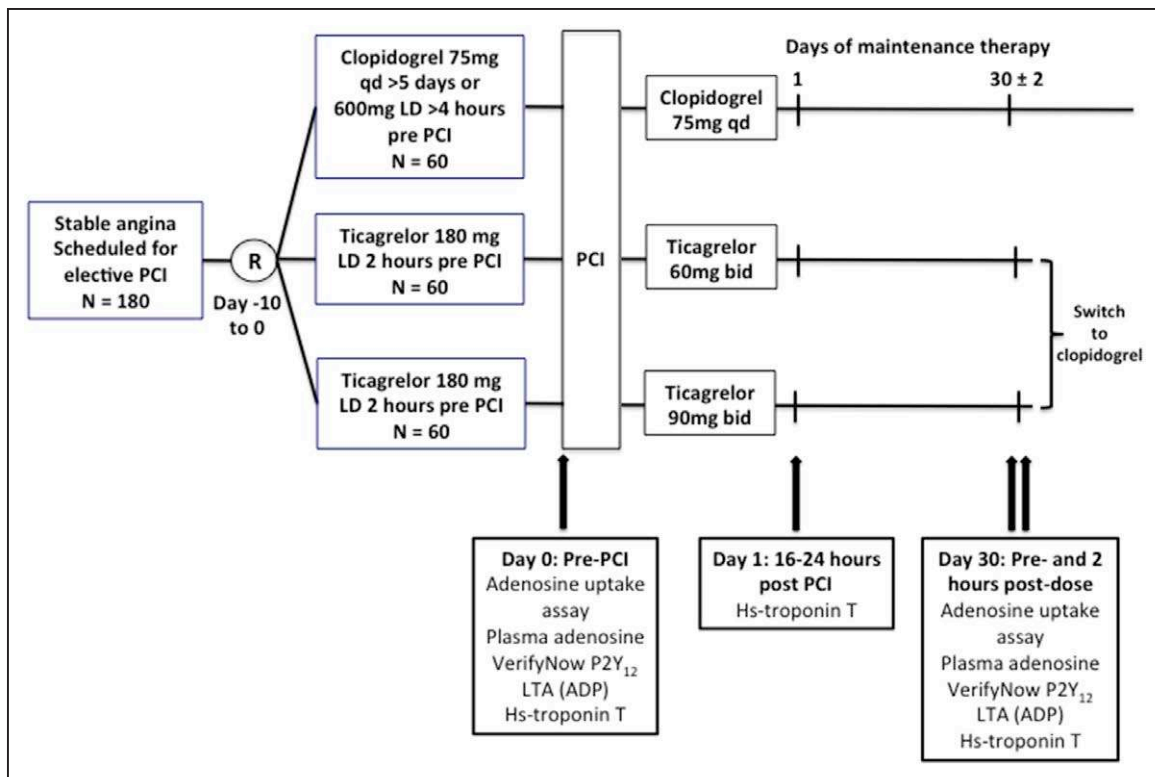 Stable angina
Scheduled for
elective PCI
N = 180
R
Day -10
to 0
Clopidogrel 75mg
qd >5 days or
600mg LD >4 hours
pre PCI
N = 60
Ticagrelor 180 mg
LD 2 hours pre PCI
N = 60
Ticagrelor 180 mg
LD 2 hours pre PCI
N = 60
PCI
Clopidogrel
75mg qd
Ticagrelor
60mg bid
Ticagrelor
90mg bid
Days of maintenance therapy
1
30 ± 2
Switch
to
clopidogrel
Day 0: Pre-PCI
Adenosine uptake
assay
Plasma adenosine
VerifyNow P2Y₁₂
LTA (ADP)
Hs-troponin T
Day 1: 16-24 hours
post PCI
Hs-troponin T
Day 30: Pre- and 2
hours post-dose
Adenosine uptake
assay
Plasma adenosine
VerifyNow P2Y₁₂
LTA (ADP)
Hs-troponin T